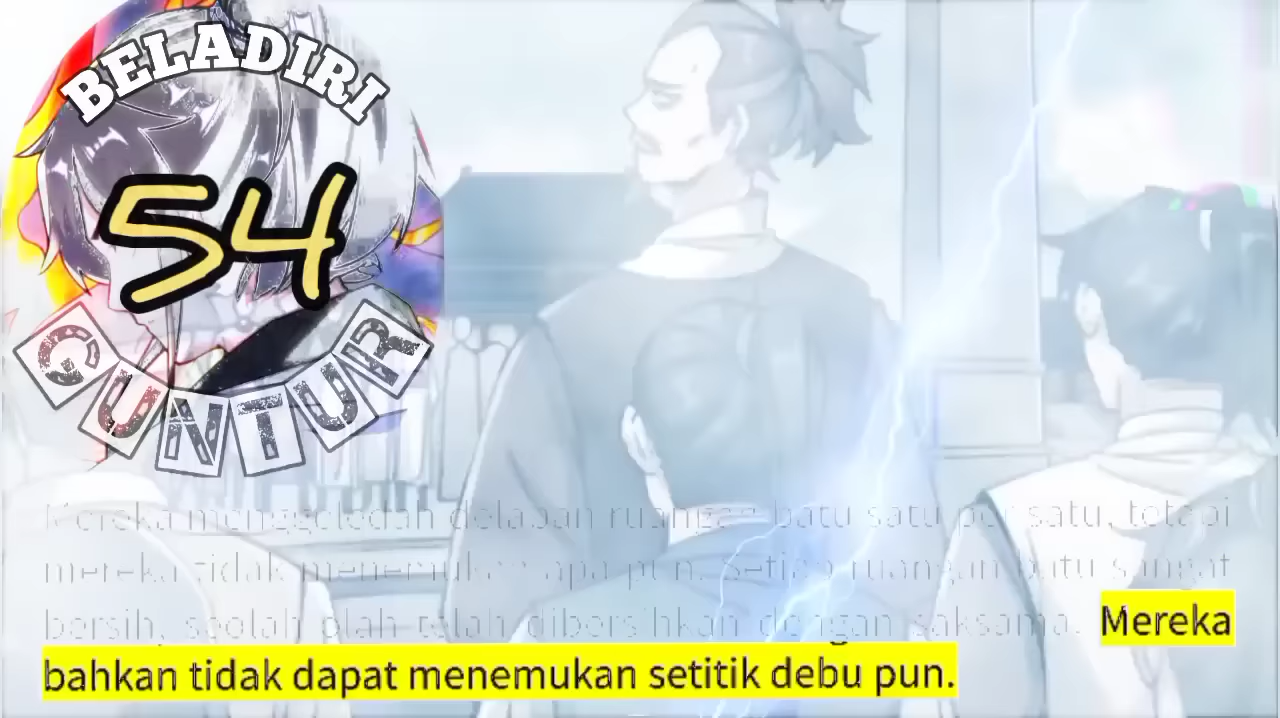 BELADIRI
54
GUNTUR
Mereka menggeledah delapan ruangan batu satu per satu, tetapi
mereka tidak menemukan apa pun. Setiap ruangan batu sangat
bersih, seolah olah telah dibersihkan dengan saksama. Mereka
bahkan tidak dapat menemukan setitik debu pun.